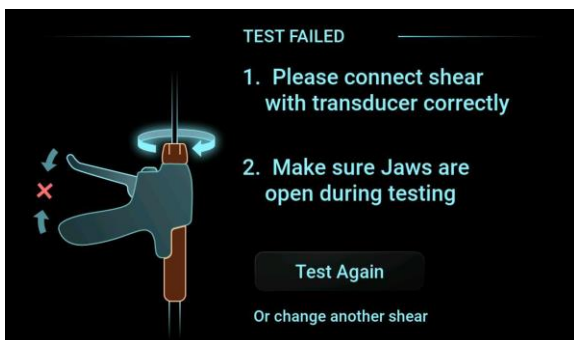 TEST FAILED
1. Please connect shear
with transducer correctly
2. Make sure Jaws are
open during testing
Test Again
Or change another shear